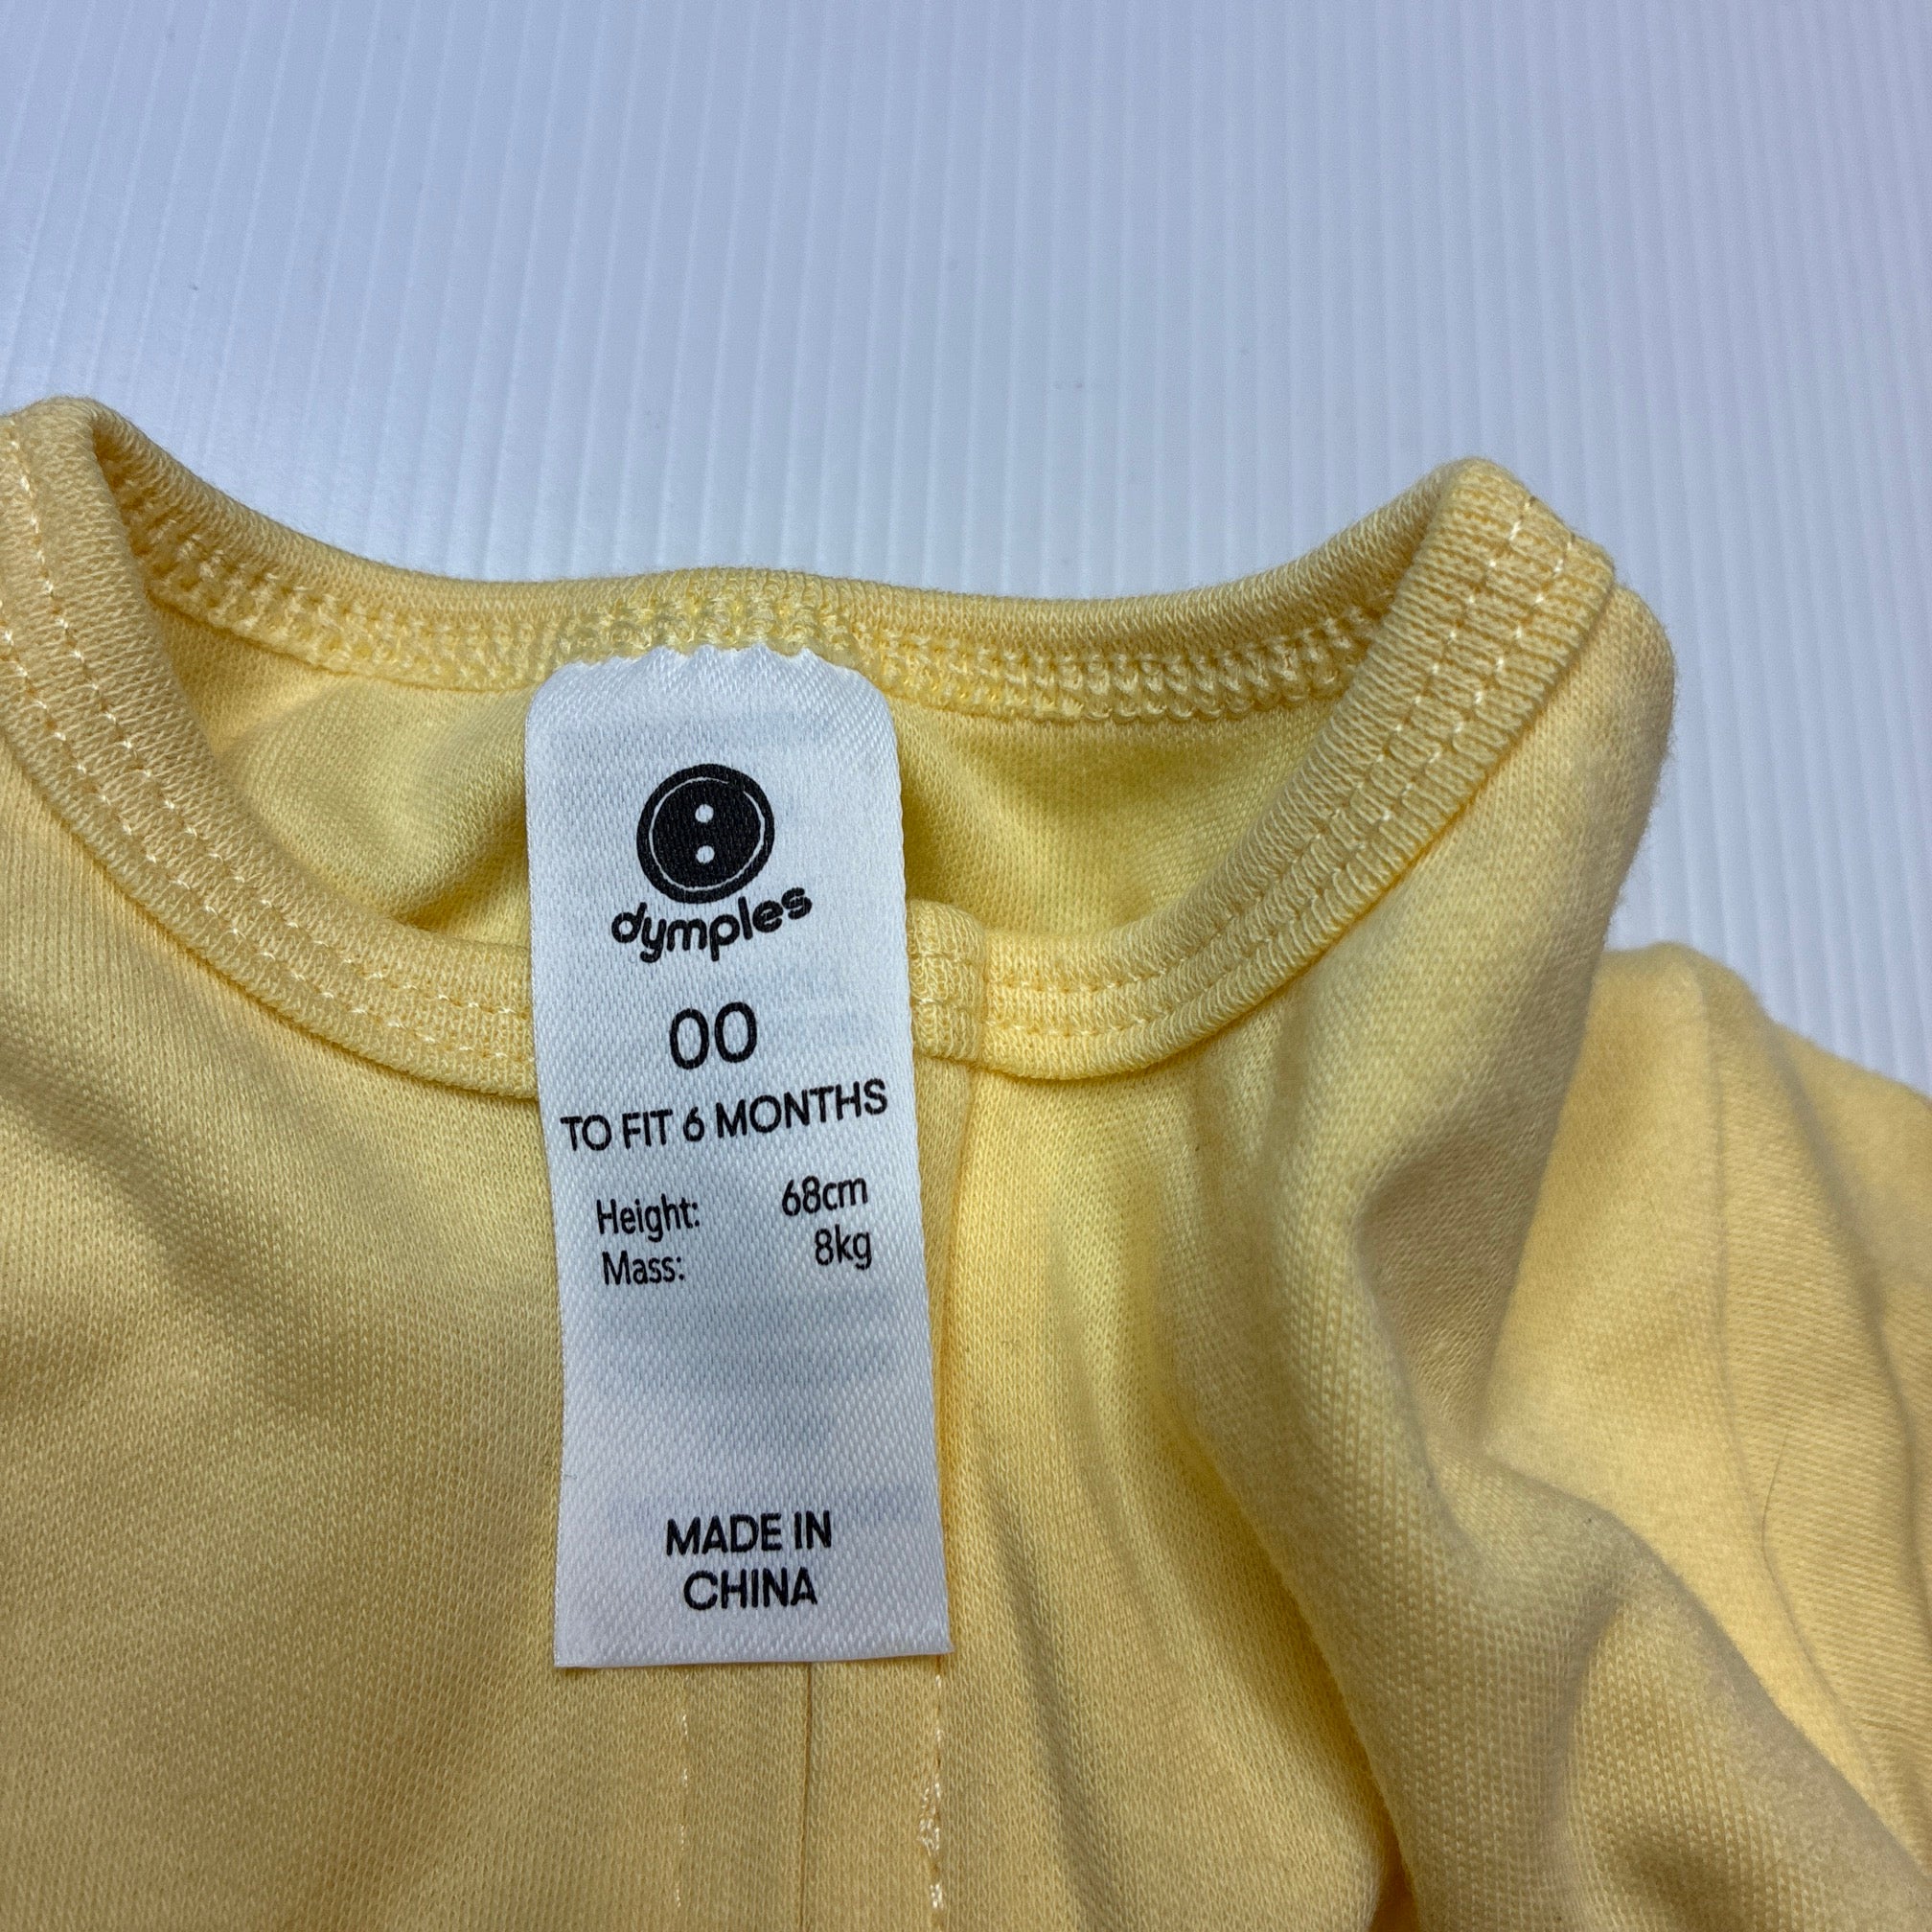 dymples
00
TO FIT 6 MONTHS
Height: 68cm
Mass: 8kg
MADE IN
CHINA